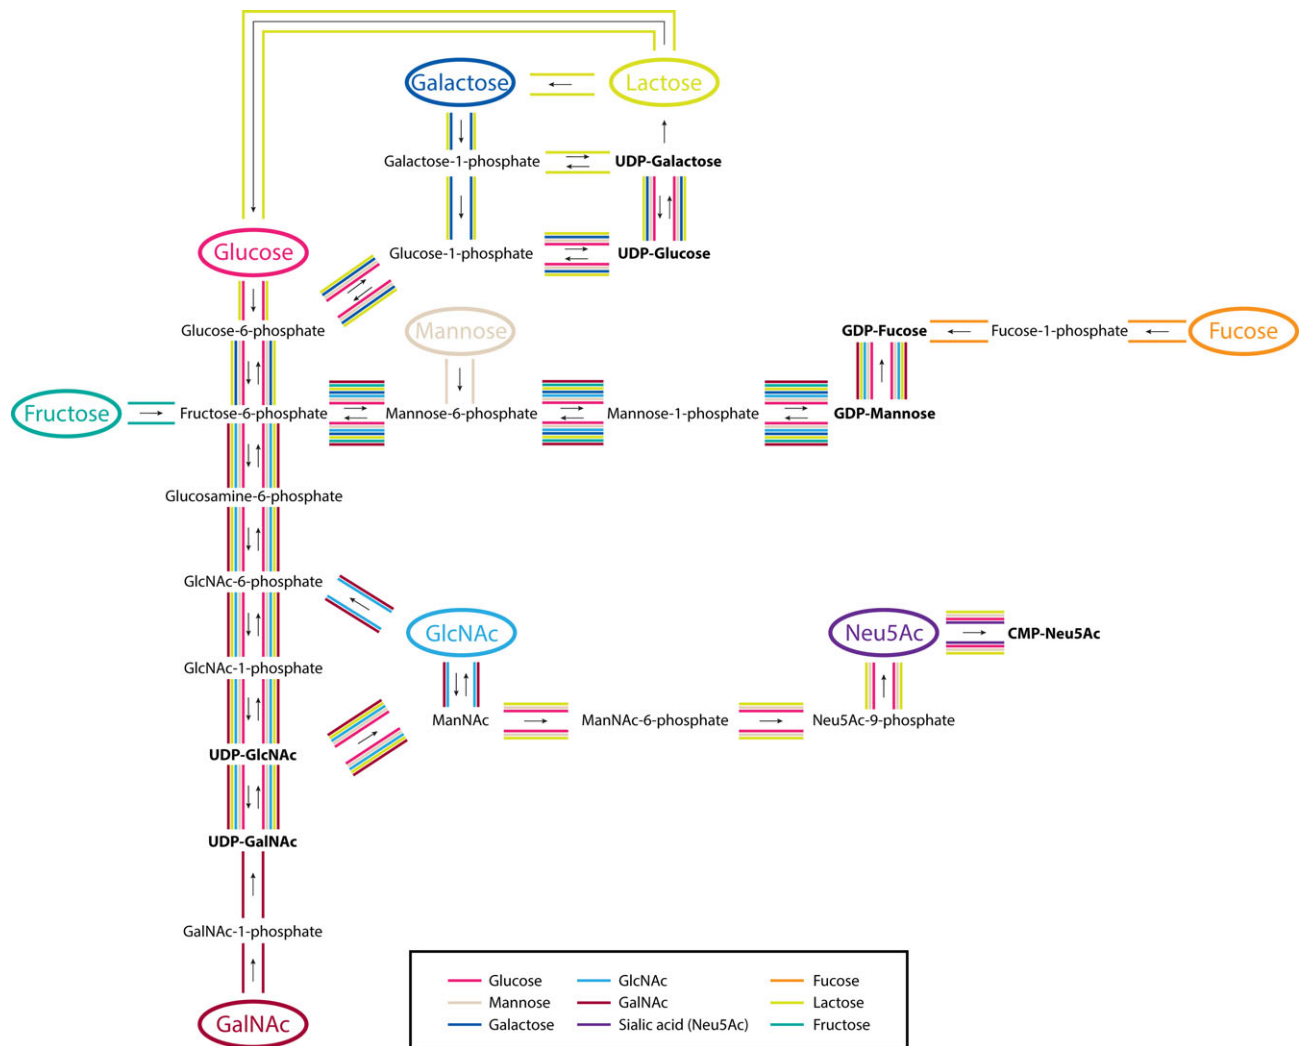 Galactose
Lactose
Galactose-1-phosphate
UDP-Galactose
Glucose
Glucose-1-phosphate
UDP-Glucose
Glucose-6-phosphate
Mannose
GDP-Fucose
Fucose-1-phosphate
Fucose
Fructose
Fructose-6-phosphate
Mannose-6-phosphate
Mannose-1-phosphate
GDP-Mannose
Glucosamine-6-phosphate
GlcNAc-6-phosphate
GlcNAc
Neu5Ac
CMP-Neu5Ac
GlcNAc-1-phosphate
ManNAc
ManNAc-6-phosphate
Neu5Ac-9-phosphate
UDP-GlcNAc
UDP-GalNAc
GalNAc-1-phosphate
GalNAc
Glucose
Mannose
Galactose
GlcNAc
GalNAc
Sialic acid (Neu5Ac)
Fucose
Lactose
Fructose